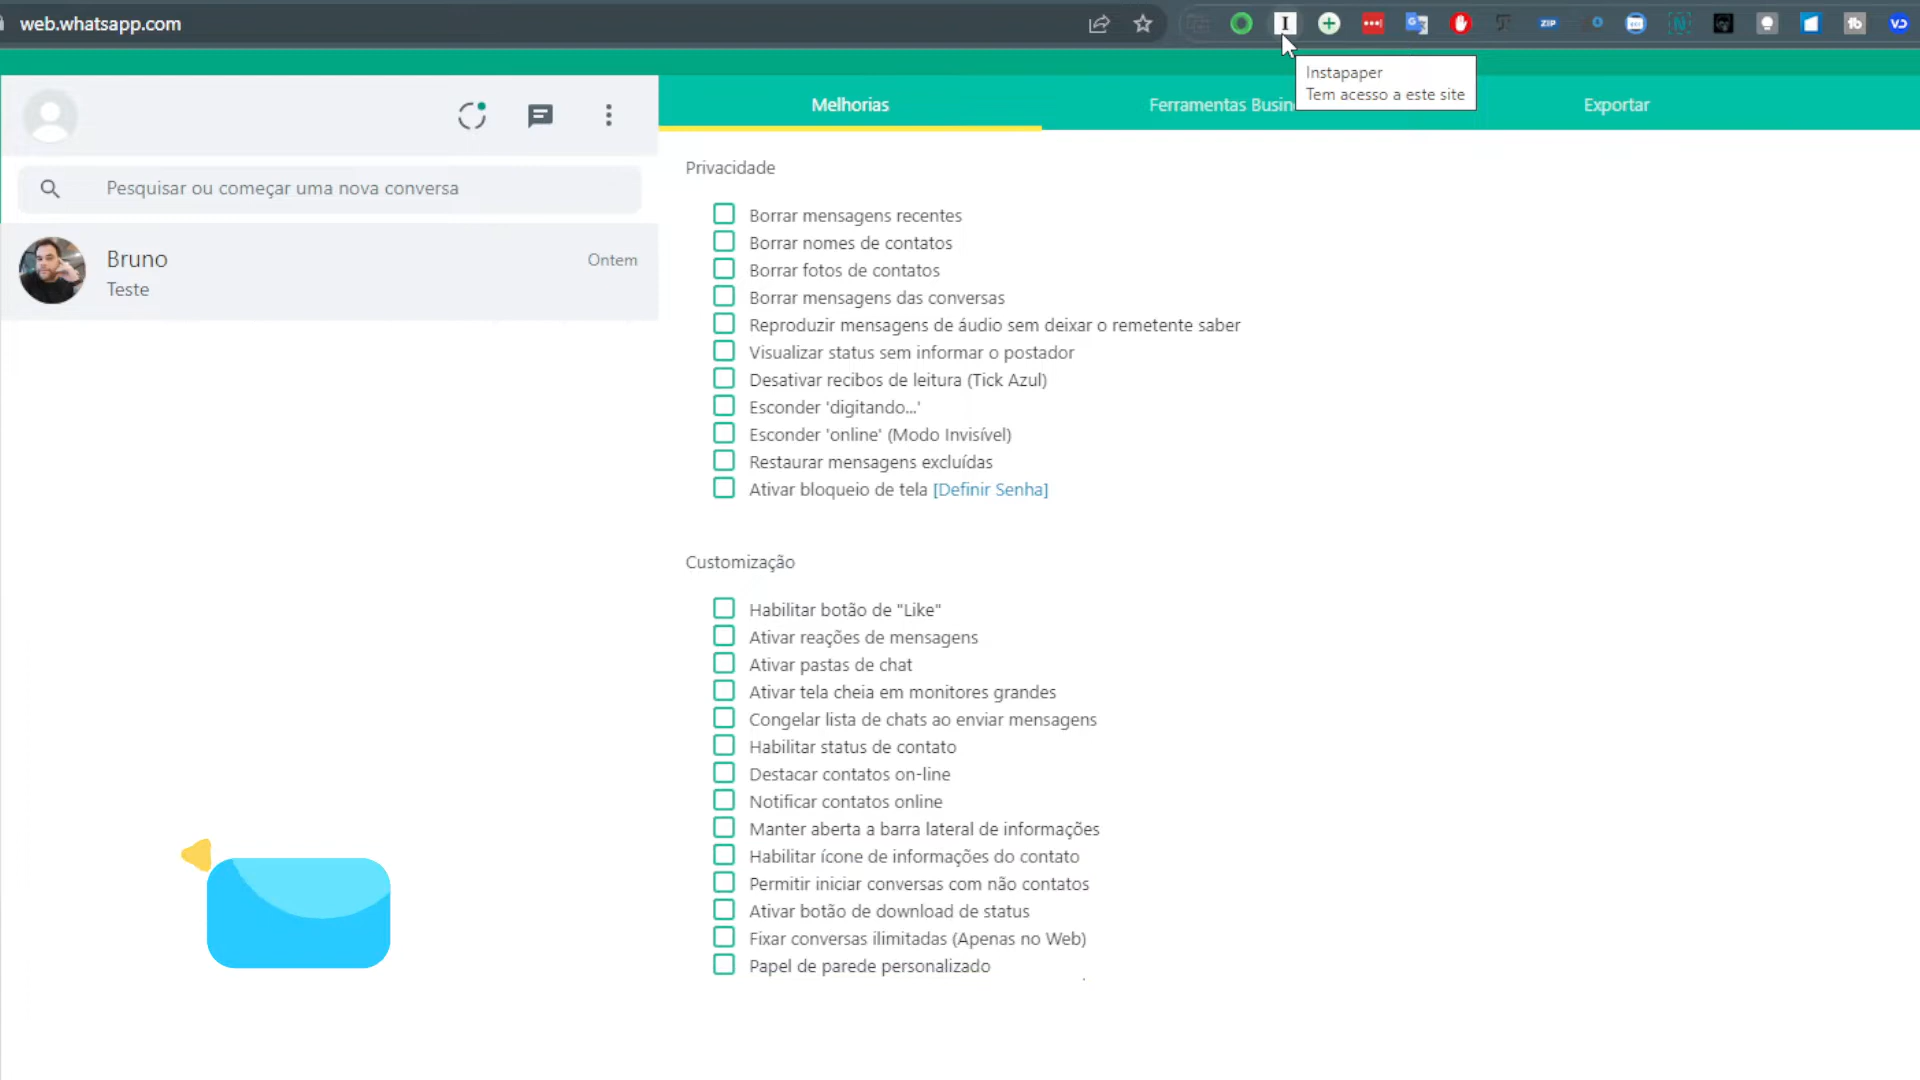 web.whatsapp.com
I
ZIP
VD
Instapaper
Tem acesso a este site
Melhorias
Ferramentas Busin
Exportar
Pesquisar ou começar uma nova conversa
Bruno
Ontem
Teste
Privacidade
Borrar mensagens recentes
Borrar nomes de contatos
Borrar fotos de contatos
Borrar mensagens das conversas
Reproduzir mensagens de áudio sem deixar o remetente saber
Visualizar status sem informar o postador
Desativar recibos de leitura (Tick Azul)
Esconder 'digitando...'
Esconder 'online' (Modo Invisível)
Restaurar mensagens excluídas
Ativar bloqueio de tela [Definir Senha]
Customização
Habilitar botão de "Like"
Ativar reações de mensagens
Ativar pastas de chat
Ativar tela cheia em monitores grandes
Congelar lista de chats ao enviar mensagens
Habilitar status de contato
Destacar contatos on-line
Notificar contatos online
Manter aberta a barra lateral de informações
Habilitar ícone de informações do contato
Permitir iniciar conversas com não contatos
Ativar botão de download de status
Fixar conversas ilimitadas (Apenas no Web)
Papel de parede personalizado